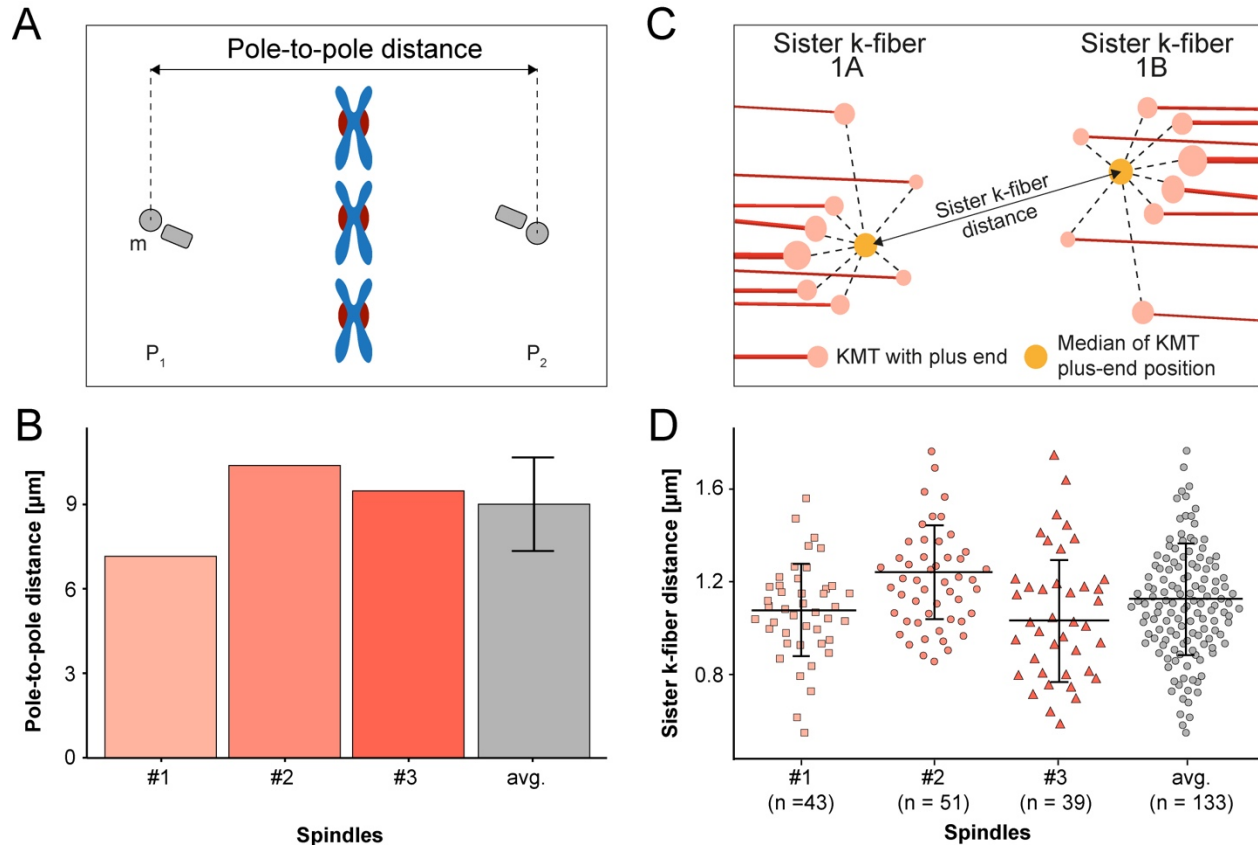 A
Pole-to-pole distance
m
P1
P2
B
Pole-to-pole distance [µm]
9
6
3
0
#1
#2
#3
avg.
Spindles
C
Sister k-fiber
1A
Sister k-fiber
1B
Sister k-fiber
distance
KMT with plus end
Median of KMT
plus-end position
D
Sister k-fiber distance [µm]
1.6
1.2
0.8
#1
(n =43)
#2
(n = 51)
#3
(n = 39)
avg.
(n = 133)
Spindles